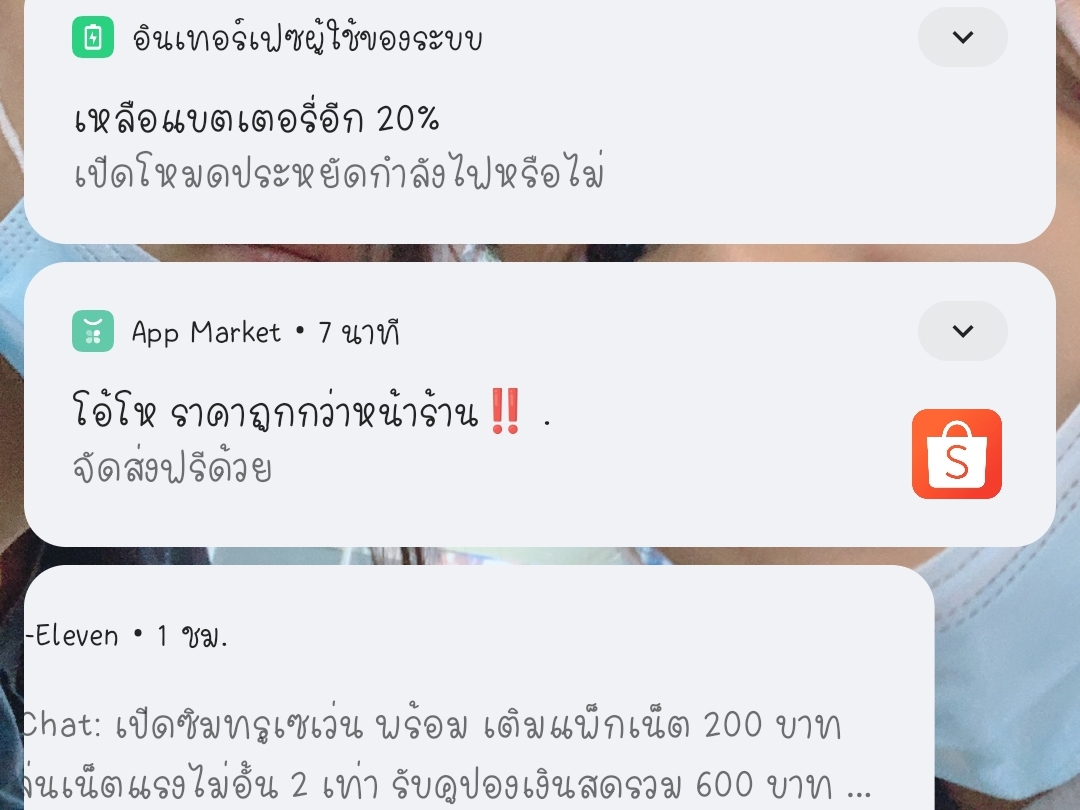 อินเทอร์เฟซผู้ใช้ของระบบ
เหลือแบตเตอรี่อีก 20%
เปิดโหมดประหยัดกำลังไฟหรือไม่
App Market • 7 นาที
โอ้โห ราคาถูกกว่าหน้าร้าน‼️ .
จัดส่งฟรีด้วย
S
-Eleven • 1 ชม.
Chat: เปิดซิมทรูเซเว่น พร้อม เติมแพ็กเน็ต 200 บาท
ล่นเน็ตแรงไม่อั้น 2 เท่า รับคูปองเงินสดรวม 600 บาท ...